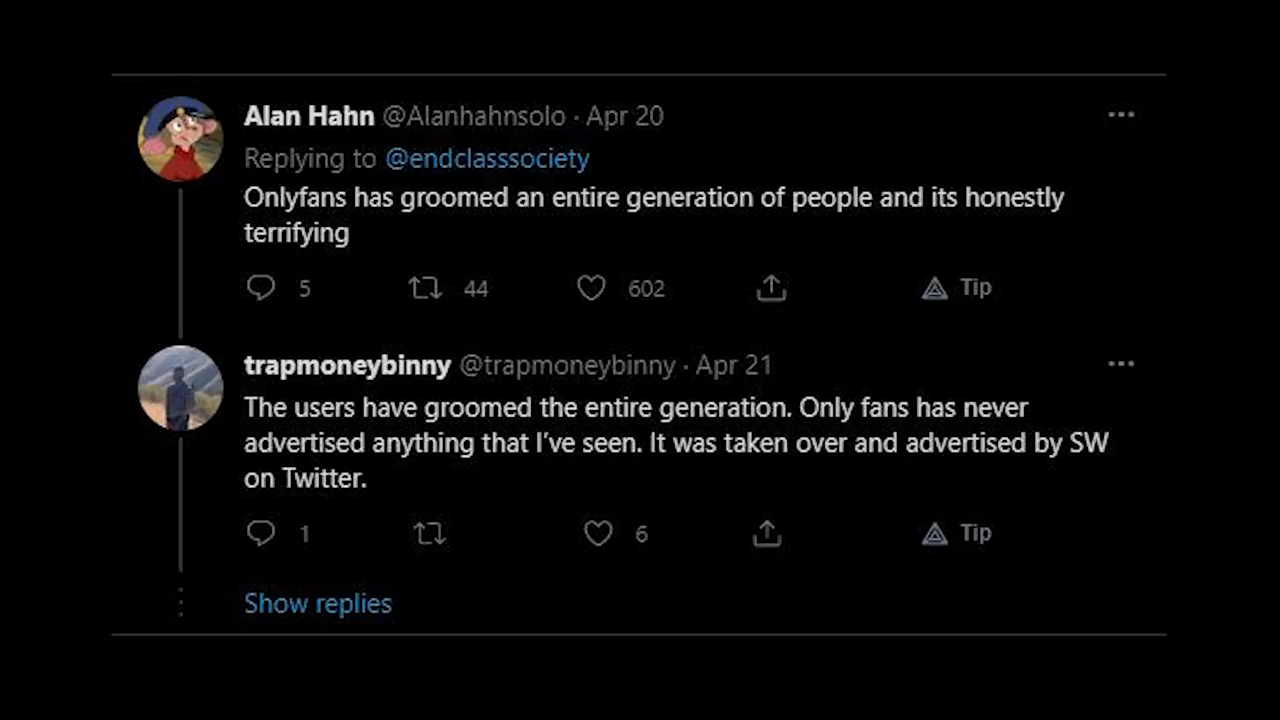 Alan Hahn @Alanhahnsolo · Apr 20
Replying to @endclasssociety
Onlyfans has groomed an entire generation of people and its honestly
terrifying
5 44 602 Tip
trapmoneybinny @trapmoneybinny · Apr 21
The users have groomed the entire generation. Only fans has never
advertised anything that I've seen. It was taken over and advertised by SW
on Twitter.
1 6 Tip
Show replies